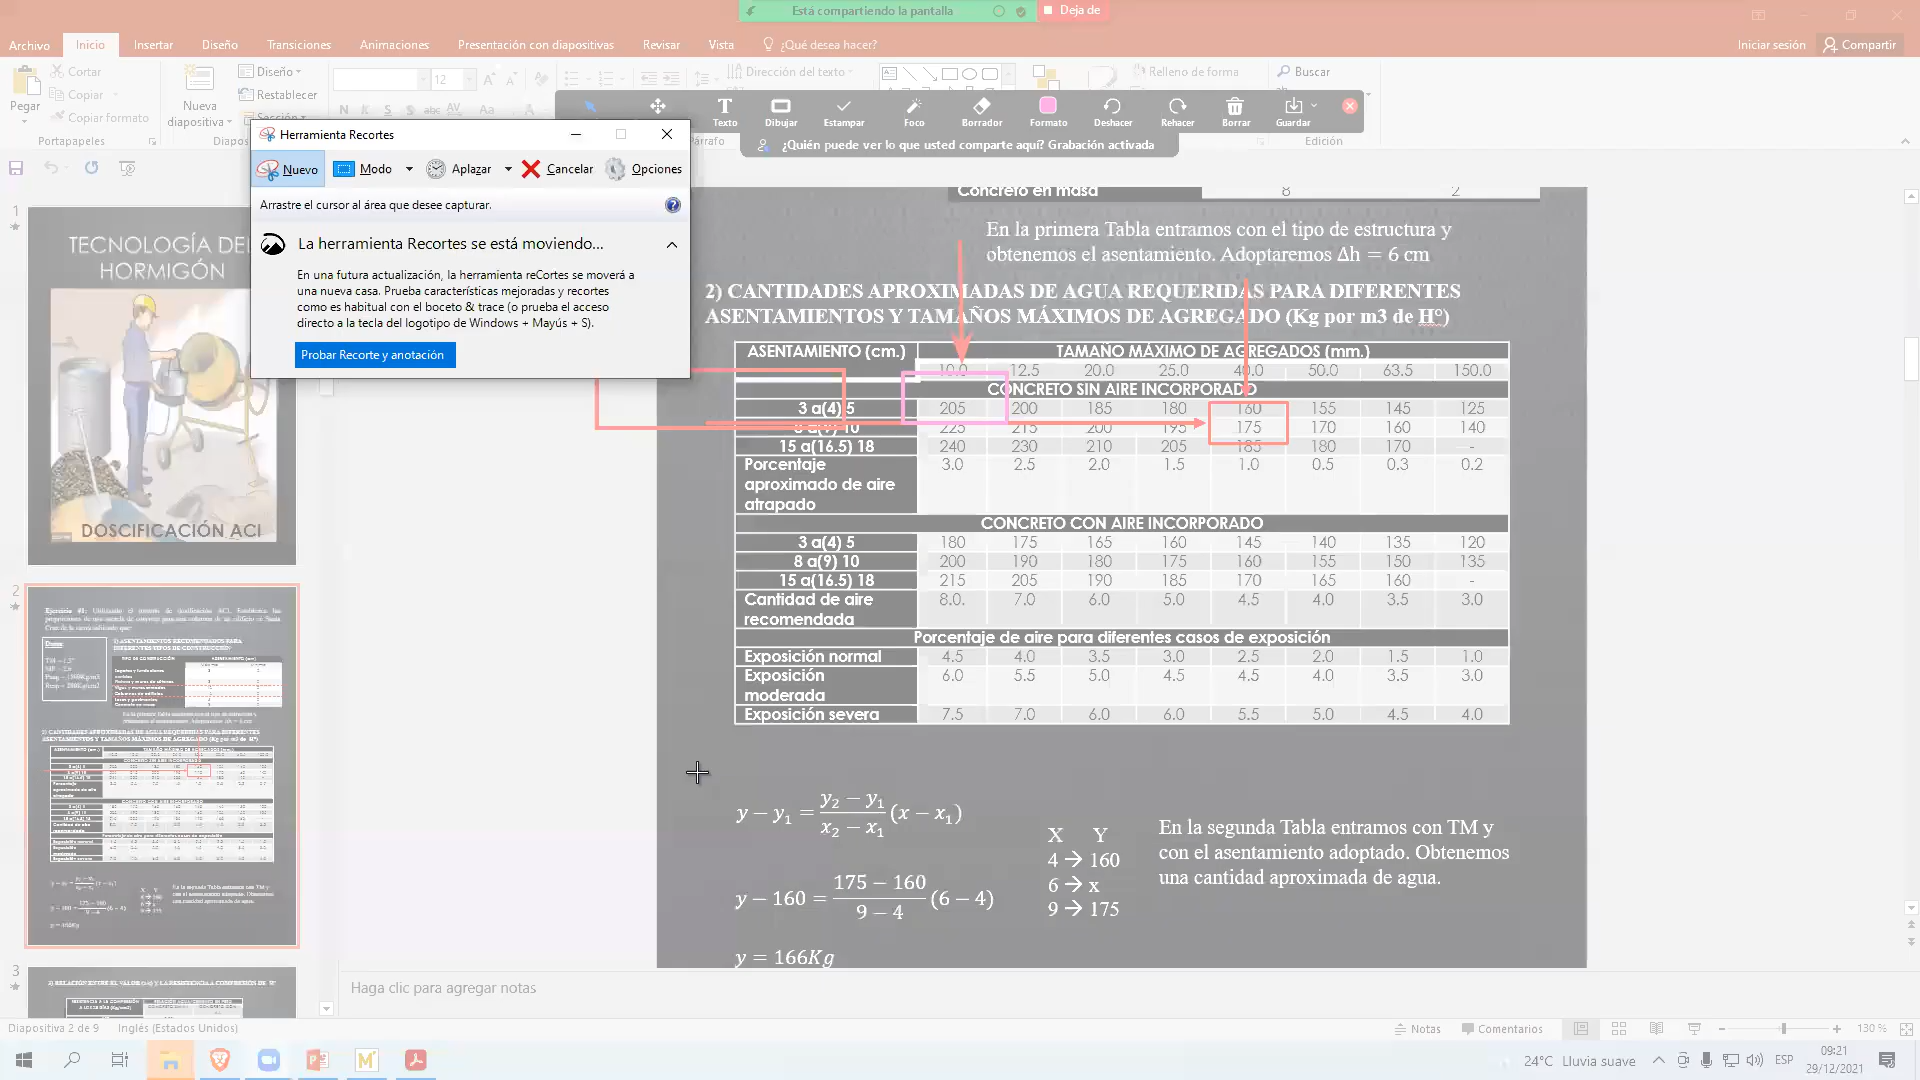 Está compartiendo la pantalla
Deja de
Archivo Inicio Insertar Diseño Transiciones Animaciones Presentación con diapositivas Revisar Vista ¿Qué desea hacer? Iniciar sesión Compartir
Pegar
Cortar
Copiar
Copiar formato
Portapapeles
Nueva
diapositiva
Diseño
Restablecer
Sección
12
N K S S abc AV Aa
Dirección del texto
Relleno de forma
Buscar
Edición
Texto Dibujar Estampar Foco Borrador Formato Deshacer Rehacer Borrar Guardar
¿Quién puede ver lo que usted comparte aquí? Grabación activada
Herramienta Recortes
Nuevo Modo Aplazar Cancelar Opciones
Arrastre el cursor al área que desee capturar.
La herramienta Recortes se está moviendo...
En una futura actualización, la herramienta reCortes se moverá a
una nueva casa. Prueba características mejoradas y recortes
como es habitual con el boceto & trace (o prueba el acceso
directo a la tecla del logotipo de Windows + Mayús + S).
Probar Recorte y anotación
1
TECNOLOGÍA DEL
HORMIGÓN
DOSCIFICACIÓN ACI
2
3
Concreto en masa 8 2
En la primera Tabla entramos con el tipo de estructura y
obtenemos el asentamiento. Adoptaremos Δh = 6 cm
2) CANTIDADES APROXIMADAS DE AGUA REQUERIDAS PARA DIFERENTES
ASENTAMIENTOS Y TAMAÑOS MÁXIMOS DE AGREGADO (Kg por m3 de H°)
ASENTAMIENTO (cm.) TAMAÑO MÁXIMO DE AGREGADOS (mm.)
10.0 12.5 20.0 25.0 40.0 50.0 63.5 150.0
CONCRETO SIN AIRE INCORPORADO
3 a(4) 5 205 200 185 180 160 155 145 125
8 a(9) 10 225 215 200 195 175 170 160 140
15 a(16.5) 18 240 230 210 205 185 180 170 -
Porcentaje 3.0 2.5 2.0 1.5 1.0 0.5 0.3 0.2
aproximado de aire
atrapado
CONCRETO CON AIRE INCORPORADO
3 a(4) 5 180 175 165 160 145 140 135 120
8 a(9) 10 200 190 180 175 160 155 150 135
15 a(16.5) 18 215 205 190 185 170 165 160 -
Cantidad de aire 8.0. 7.0 6.0 5.0 4.5 4.0 3.5 3.0
recomendada
Porcentaje de aire para diferentes casos de exposición
Exposición normal 4.5 4.0 3.5 3.0 2.5 2.0 1.5 1.0
Exposición 6.0 5.5 5.0 4.5 4.5 4.0 3.5 3.0
moderada
Exposición severa 7.5 7.0 6.0 6.0 5.5 5.0 4.5 4.0
y − y₁ = (y₂ − y₁)/(x₂ − x₁) (x − x₁)
y − 160 = (175 − 160)/(9 − 4) (6 − 4)
y = 166Kg
X Y
4 → 160
6 → x
9 → 175
En la segunda Tabla entramos con TM y
con el asentamiento adoptado. Obtenemos
una cantidad aproximada de agua.
Haga clic para agregar notas
Diapositiva 2 de 9 Inglés (Estados Unidos) Notas Comentarios 130 %
24°C Lluvia suave ESP 09:21
29/12/2021